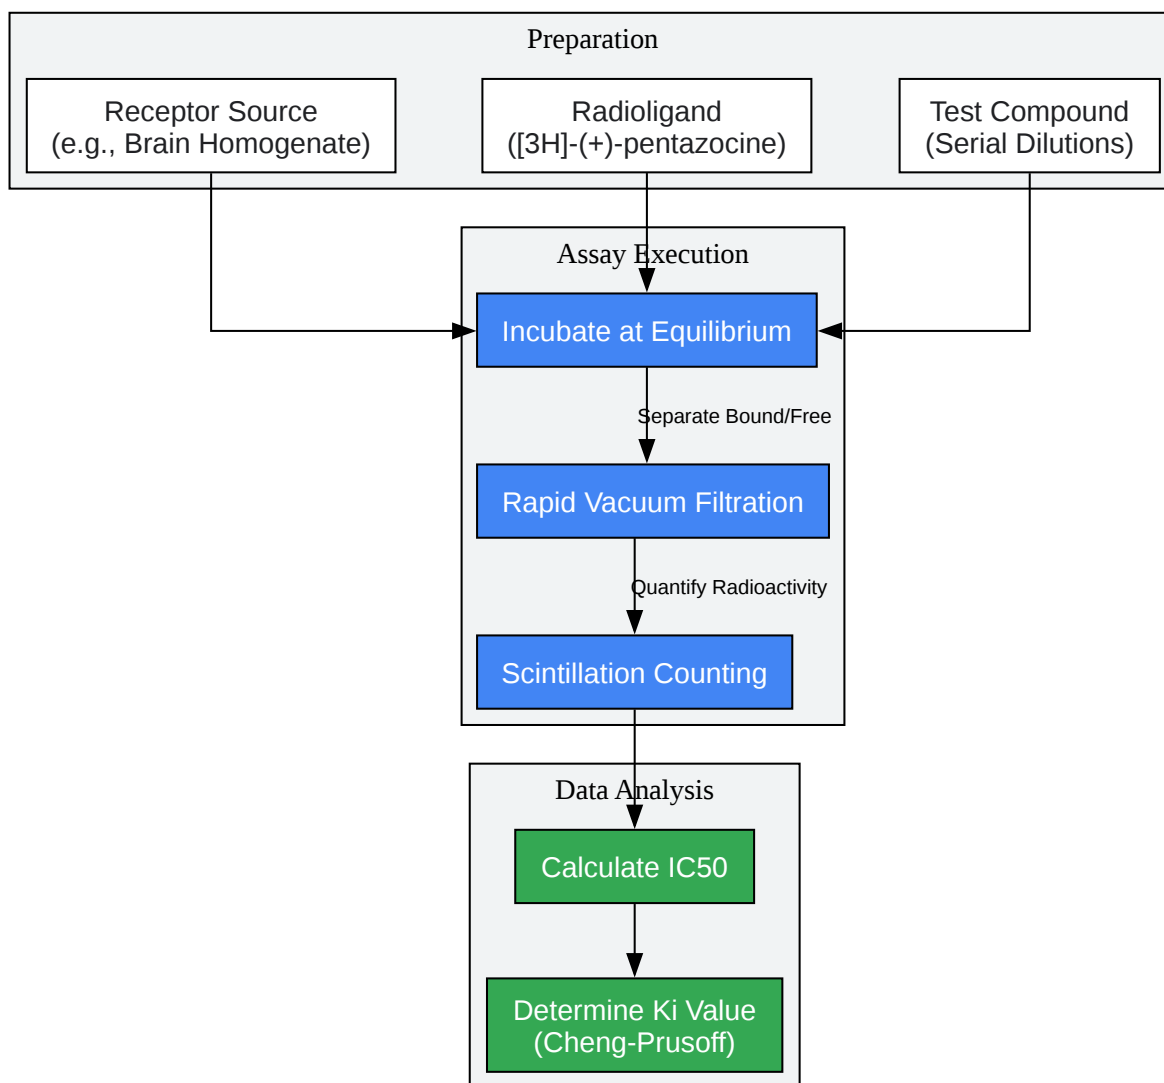 Preparation
Receptor Source
(e.g., Brain Homogenate)
Radioligand
([3H]-(+)-pentazocine)
Test Compound
(Serial Dilutions)
Assay Execution
Incubate at Equilibrium
Separate Bound/Free
Rapid Vacuum Filtration
Quantify Radioactivity
Scintillation Counting
Data Analysis
Calculate IC50
Determine Ki Value
(Cheng-Prusoff)